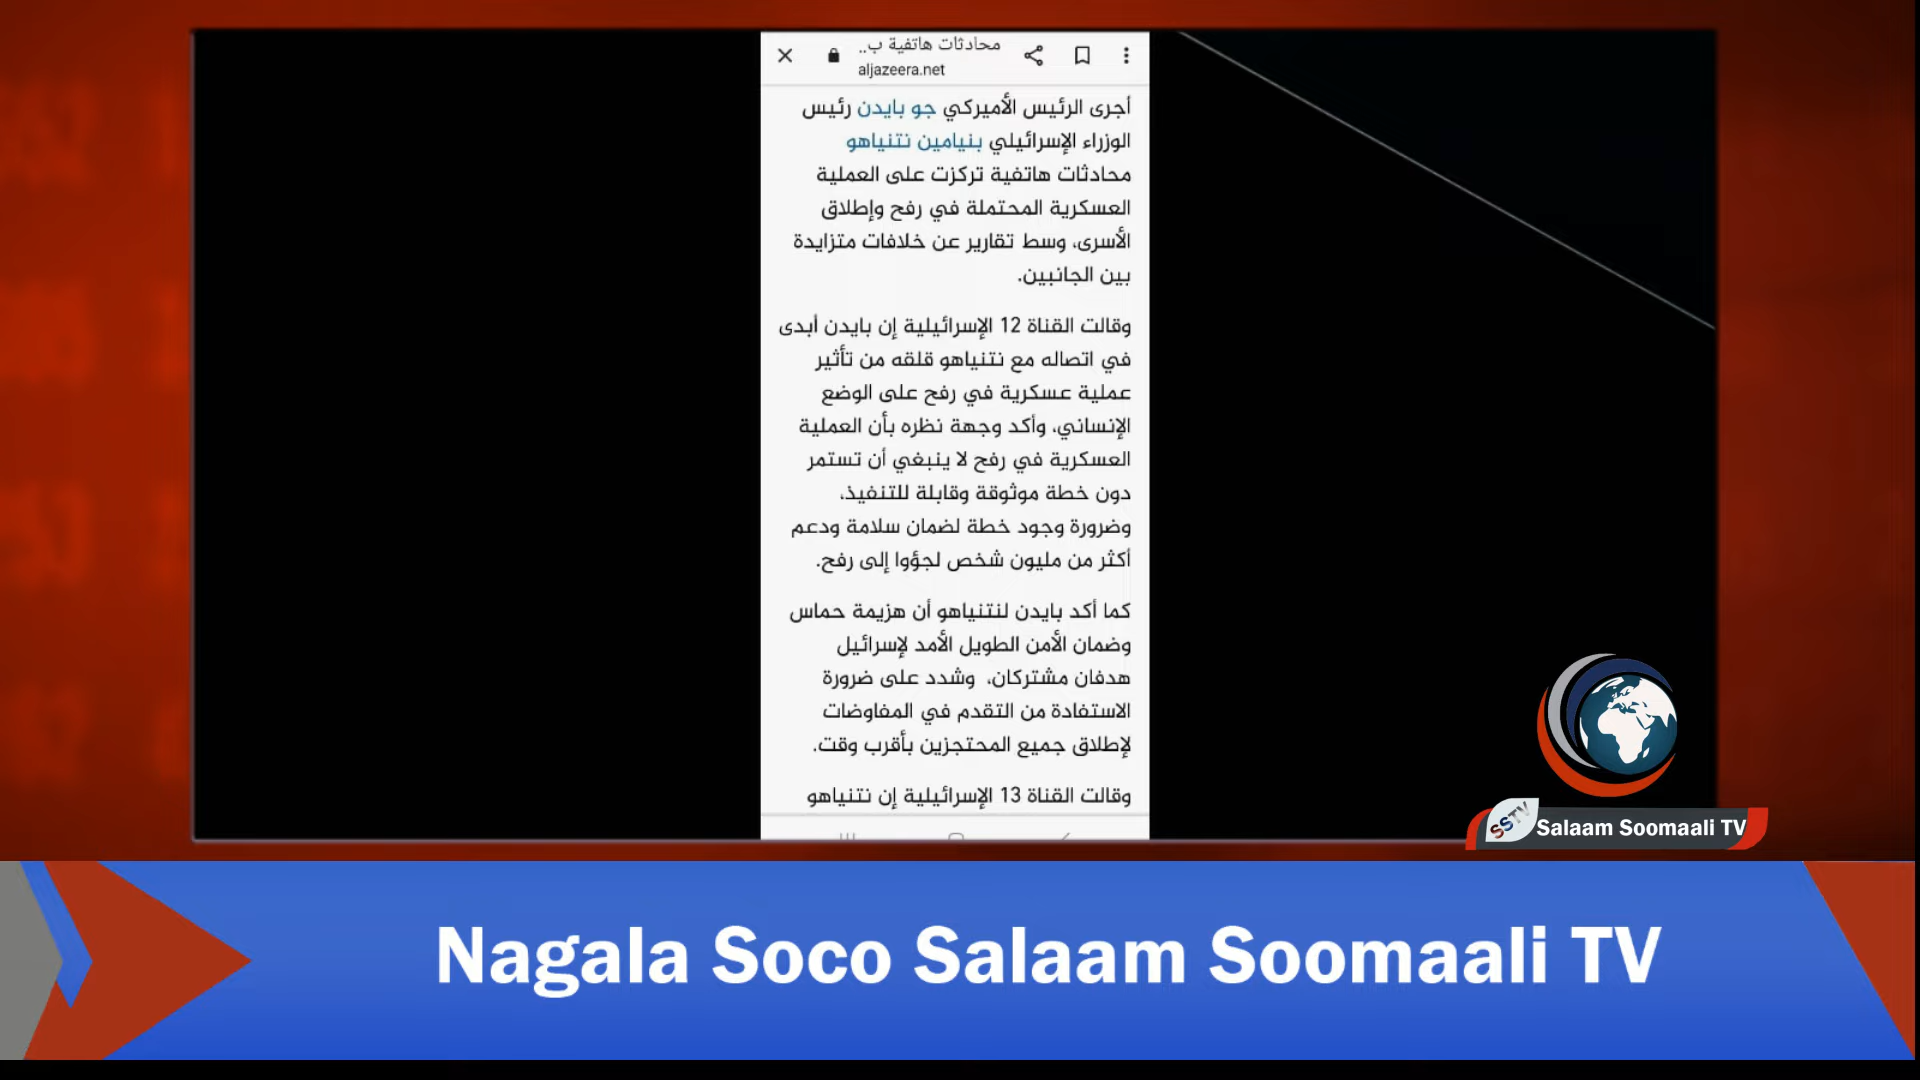 محادثات هاتفية ب..
aljazeera.net
أجرى الرئيس الأميركي جو بايدن رئيس
الوزراء الإسرائيلي بنيامين نتنياهو
محادثات هاتفية تركزت على العملية
العسكرية المحتملة في رفح وإطلاق
الأسرى، وسط تقارير عن خلافات متزايدة
بين الجانبين.
وقالت القناة 12 الإسرائيلية إن بايدن أبدى
في اتصاله مع نتنياهو قلقه من تأثير
عملية عسكرية في رفح على الوضع
الإنساني، وأكد وجهة نظره بأن العملية
العسكرية في رفح لا ينبغي أن تستمر
دون خطة موثوقة وقابلة للتنفيذ،
وضرورة وجود خطة لضمان سلامة ودعم
أكثر من مليون شخص لجؤوا إلى رفح.
كما أكد بايدن لنتنياهو أن هزيمة حماس
وضمان الأمن الطويل الأمد لإسرائيل
هدفان مشتركان، وشدد على ضرورة
الاستفادة من التقدم في المفاوضات
لإطلاق جميع المحتجزين بأقرب وقت.
وقالت القناة 13 الإسرائيلية إن نتنياهو
SSTV Salaam Soomaali TV
Nagala Soco Salaam Soomaali TV